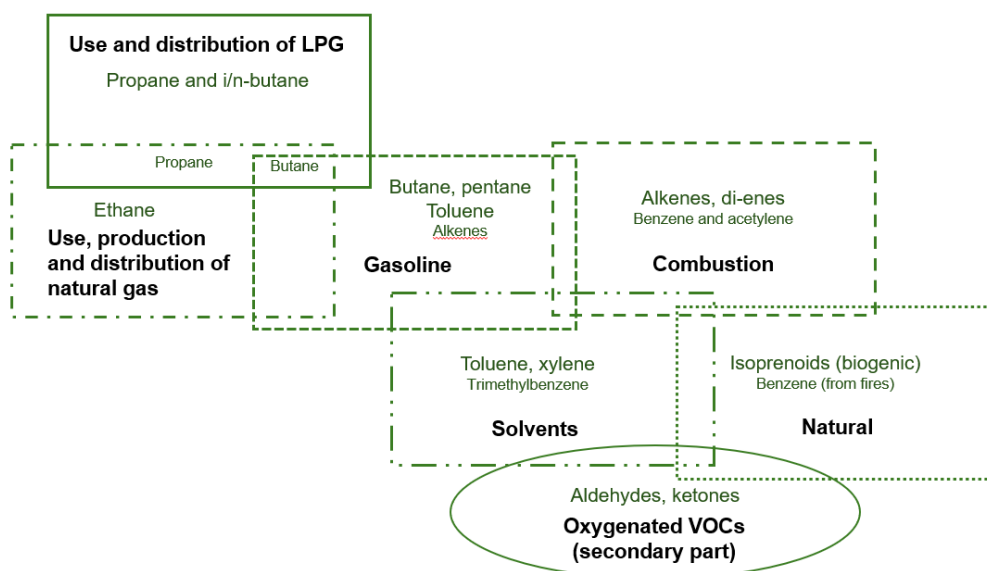 Use and distribution of LPG
Propane and i/n-butane
Propane
Butane
Ethane
Use, production
and distribution of
natural gas
Butane, pentane
Toluene
Alkenes
Gasoline
Alkenes, di-enes
Benzene and acetylene
Combustion
Toluene, xylene
Trimethylbenzene
Solvents
Isoprenoids (biogenic)
Benzene (from fires)
Natural
Aldehydes, ketones
Oxygenated VOCs
(secondary part)